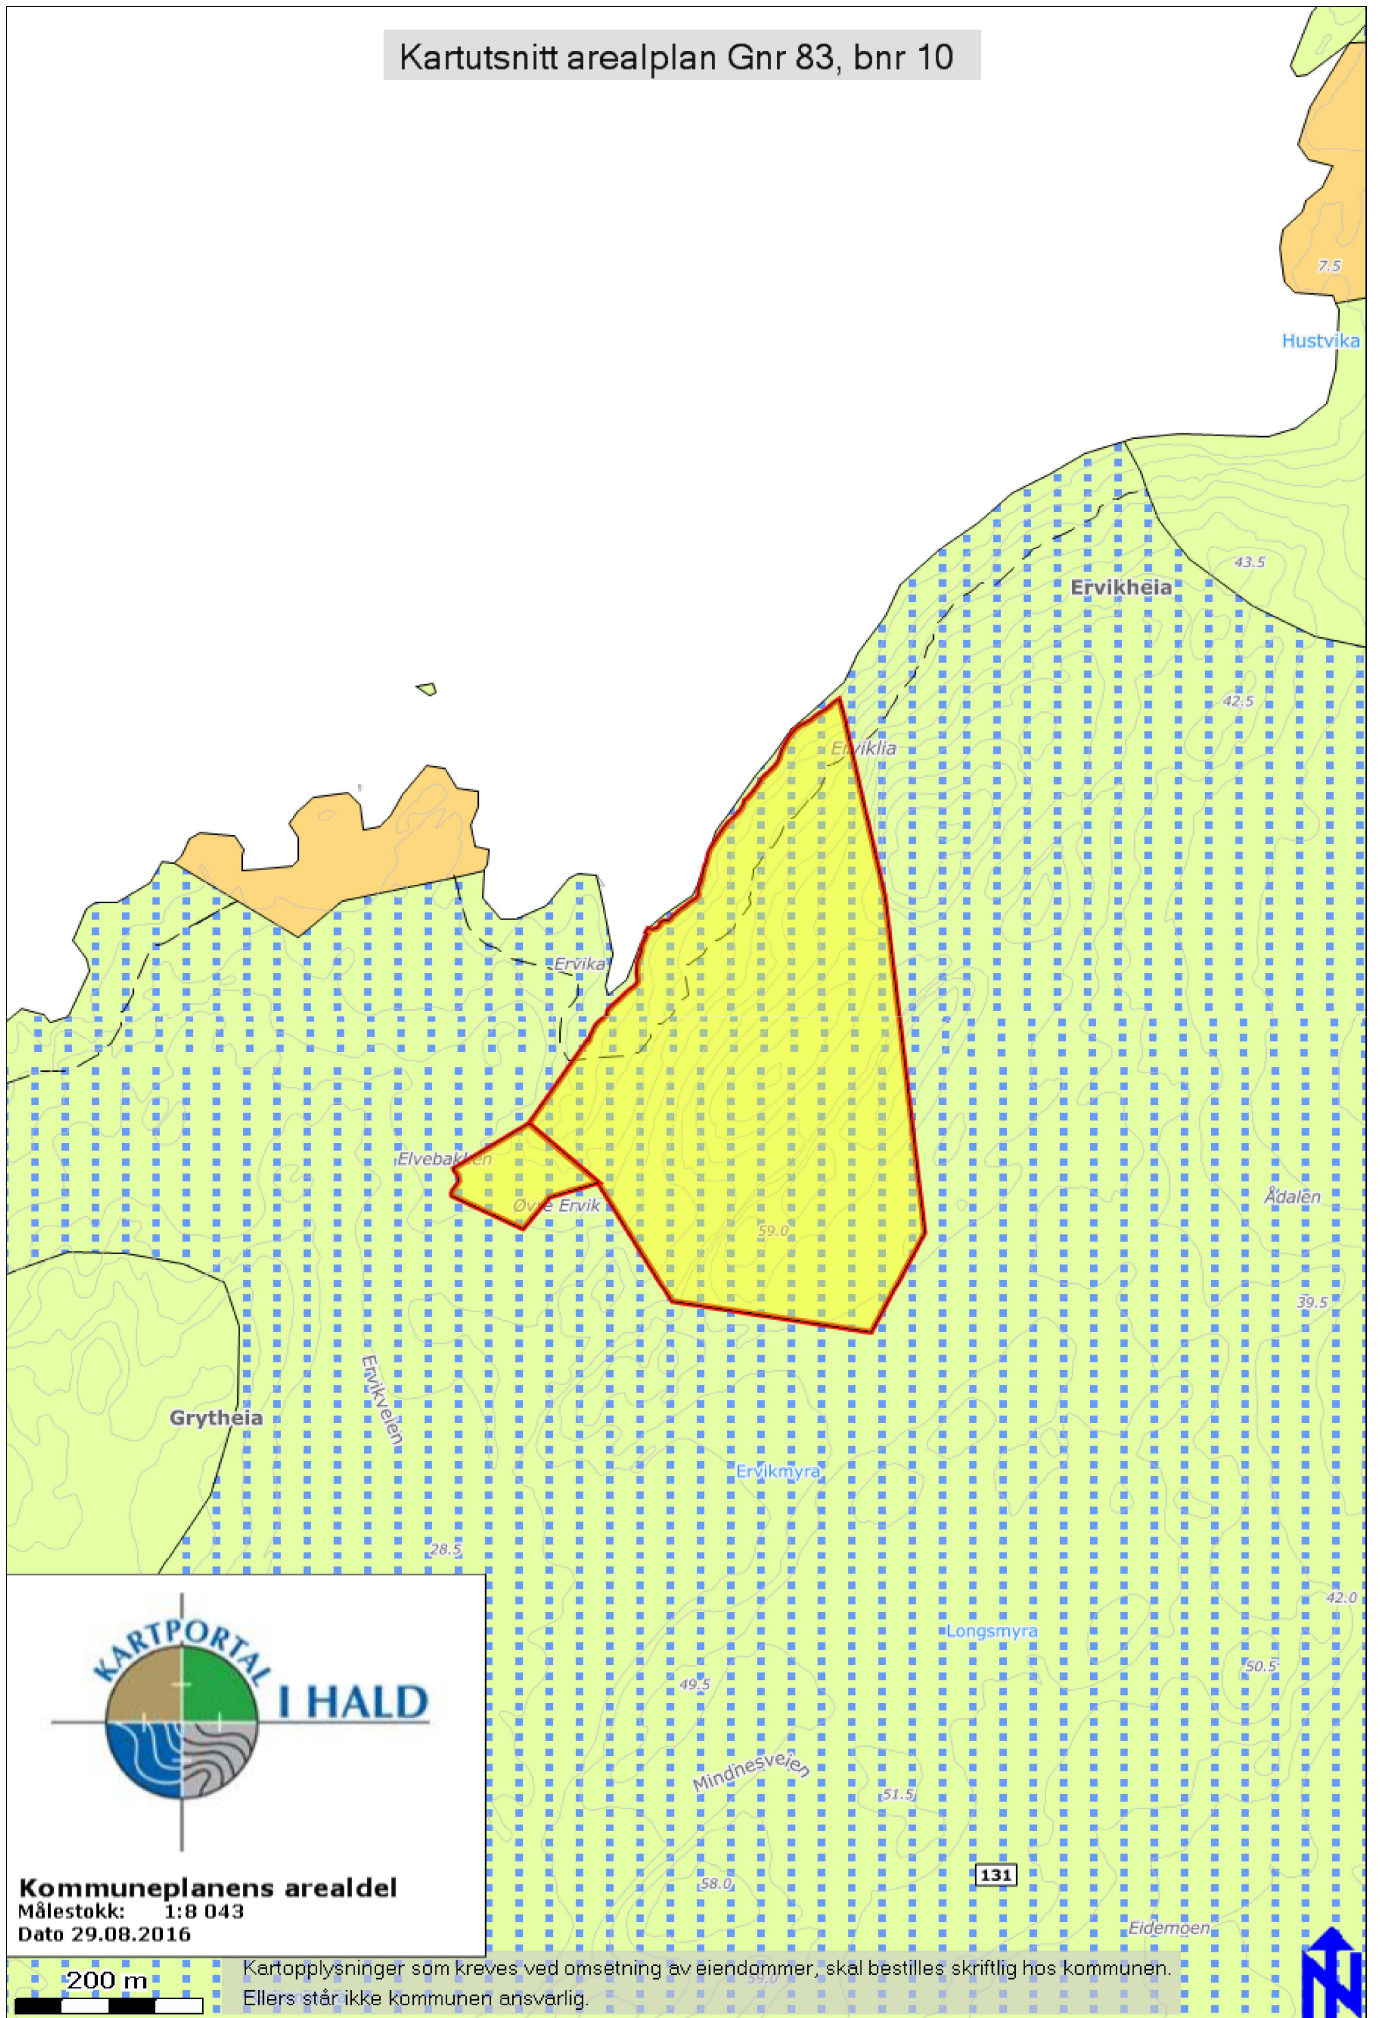 Kartutsnitt arealplan Gnr 83, bnr 10
7.5
Hustvika
43.5
Ervikheia
42.5
Erviklia
Ervika
Elvebakken
Øvre Ervik
Ådalen
59.0
39.5
Ervikveien
Grytheia
Ervikmyra
28.5
42.0
Longsmyra
50.5
49.5
Mindnesveien
51.5
58.0
131
Eidemoen
59.0
KARTPORTAL
I HALD
Kommuneplanens arealdel
Målestokk: 1:8 043
Dato 29.08.2016
200 m
Kartopplysninger som kreves ved omsetning av eiendommer, skal bestilles skriftlig hos kommunen.
Ellers står ikke kommunen ansvarlig.
N